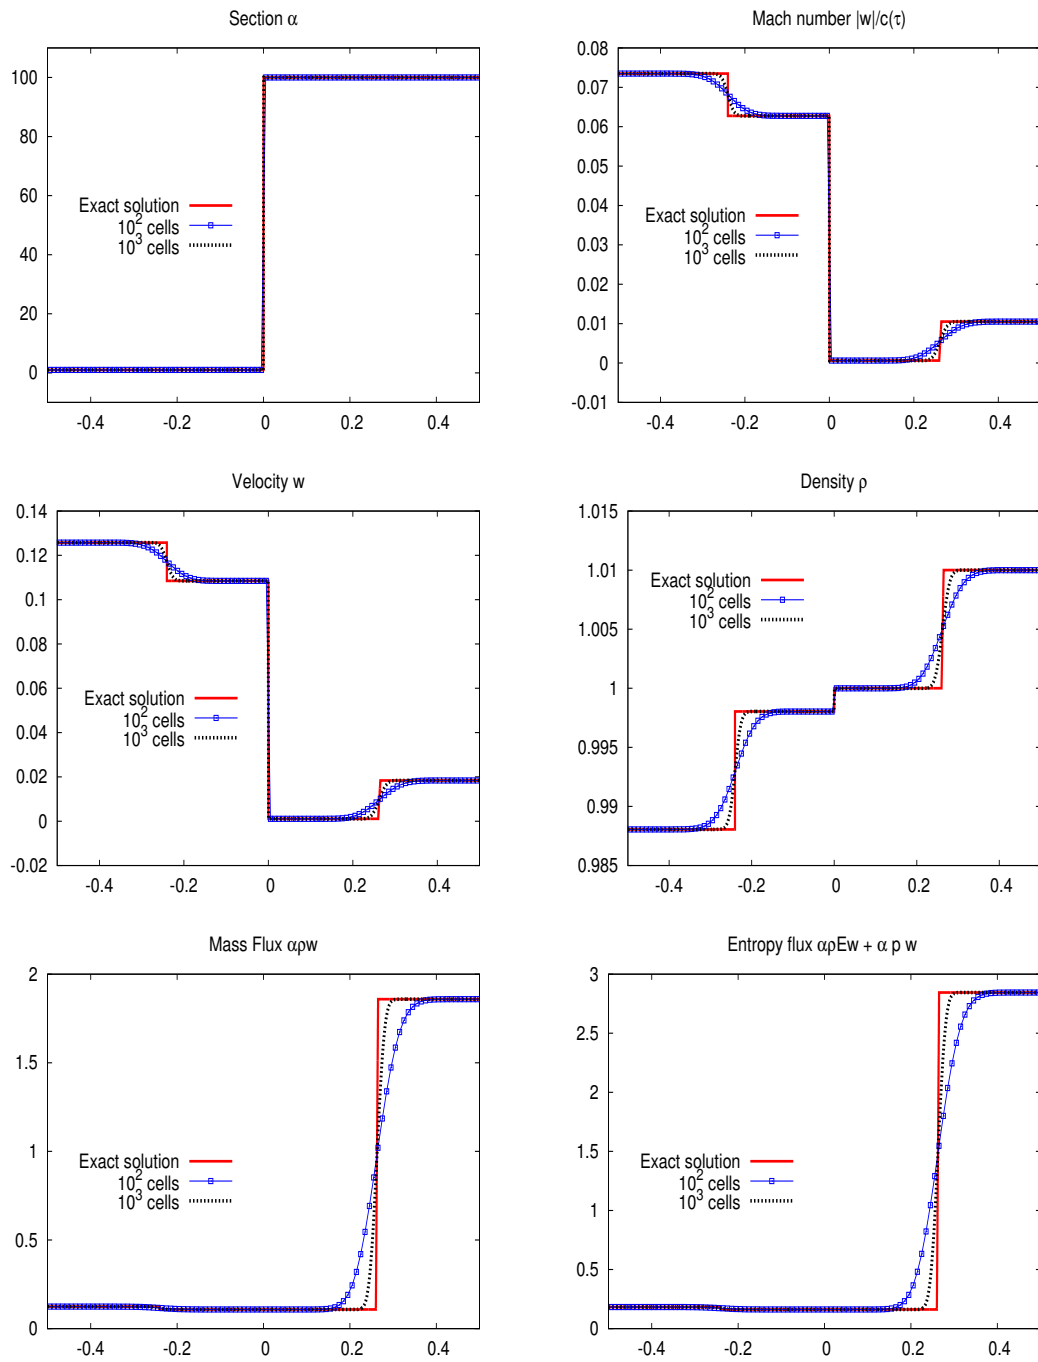 Section α
100
80
60
40
20
0
-0.4 -0.2 0 0.2 0.4
Exact solution
10² cells
10³ cells
Mach number |w|/c(τ)
0.08
0.07
0.06
0.05
0.04
0.03
0.02
0.01
0
-0.01
-0.4 -0.2 0 0.2 0.4
Exact solution
10² cells
10³ cells
Velocity w
0.14
0.12
0.1
0.08
0.06
0.04
0.02
0
-0.02
-0.4 -0.2 0 0.2 0.4
Exact solution
10² cells
10³ cells
Density ρ
1.015
1.01
1.005
1
0.995
0.99
0.985
-0.4 -0.2 0 0.2 0.4
Exact solution
10² cells
10³ cells
Mass Flux αρw
2
1.5
1
0.5
0
-0.4 -0.2 0 0.2 0.4
Exact solution
10² cells
10³ cells
Entropy flux αρEw + α p w
3
2.5
2
1.5
1
0.5
0
-0.4 -0.2 0 0.2 0.4
Exact solution
10² cells
10³ cells